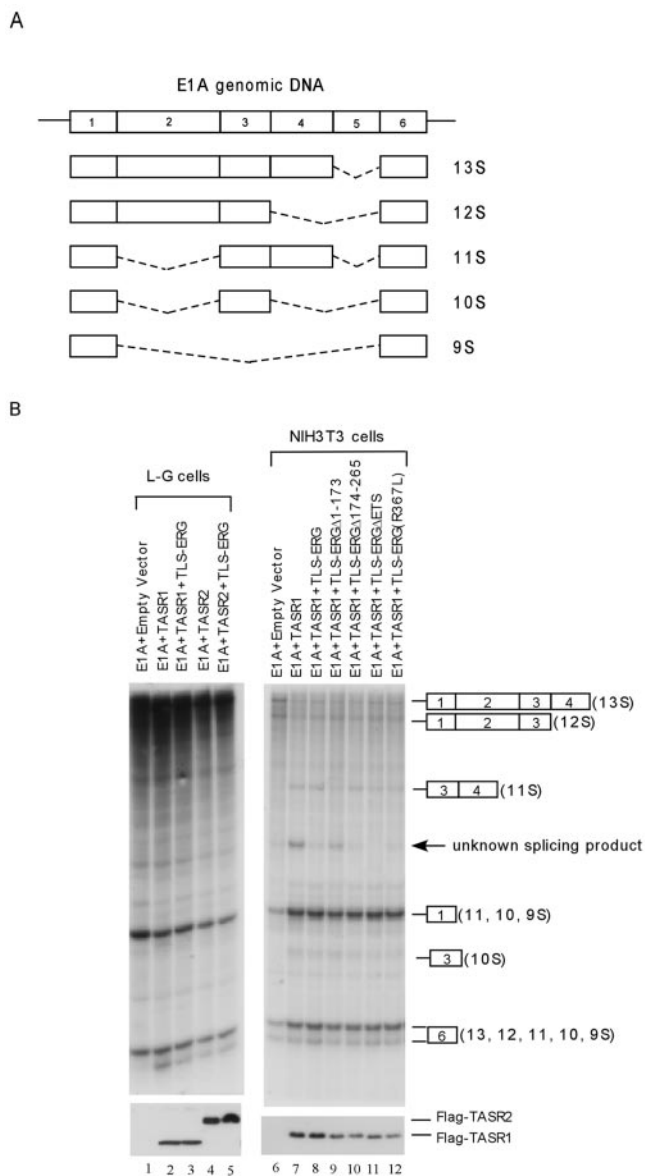 A
E1A genomic DNA
1 2 3 4 5 6
13S
12S
11S
10S
9S
B
L-G cells
NIH3T3 cells
E1A+Empty Vector
E1A+TASR1
E1A+TASR1+TLS-ERG
E1A+TASR2
E1A+TASR2+TLS-ERG
E1A+Empty Vector
E1A+TASR1
E1A+TASR1+TLS-ERG
E1A+TASR1+TLS-ERGΔ1-173
E1A+TASR1+TLS-ERGΔ174-265
E1A+TASR1+TLS-ERGΔETS
E1A+TASR1+TLS-ERG(R367L)
1 2 3 4 (13S)
1 2 3 (12S)
3 4 (11S)
unknown splicing product
1 (11, 10, 9S)
3 (10S)
6 (13, 12, 11, 10, 9S)
Flag-TASR2
Flag-TASR1
1 2 3 4 5 6 7 8 9 10 11 12